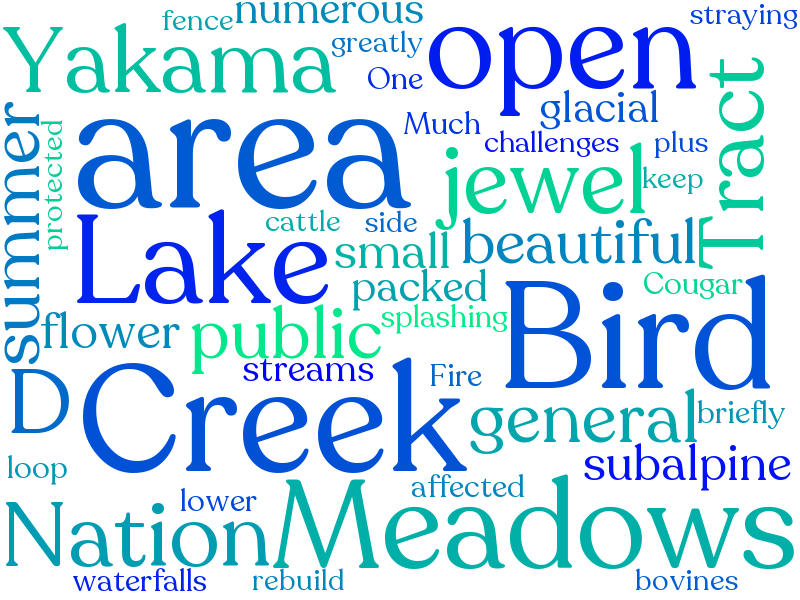 fence
numerous
straying
Yakama
greatly
open
One
Tract
area
glacial
Much
challenges
plus
summer
protected
jewel
keep
Lake
cattle
side
small
beautiful
packed
Cougar
Bird
flower
public
splashing
streams
Fire
D
Creek
general
briefly
subalpine
loop
lower
affected
Nation
Meadows
waterfalls
rebuild
bovines